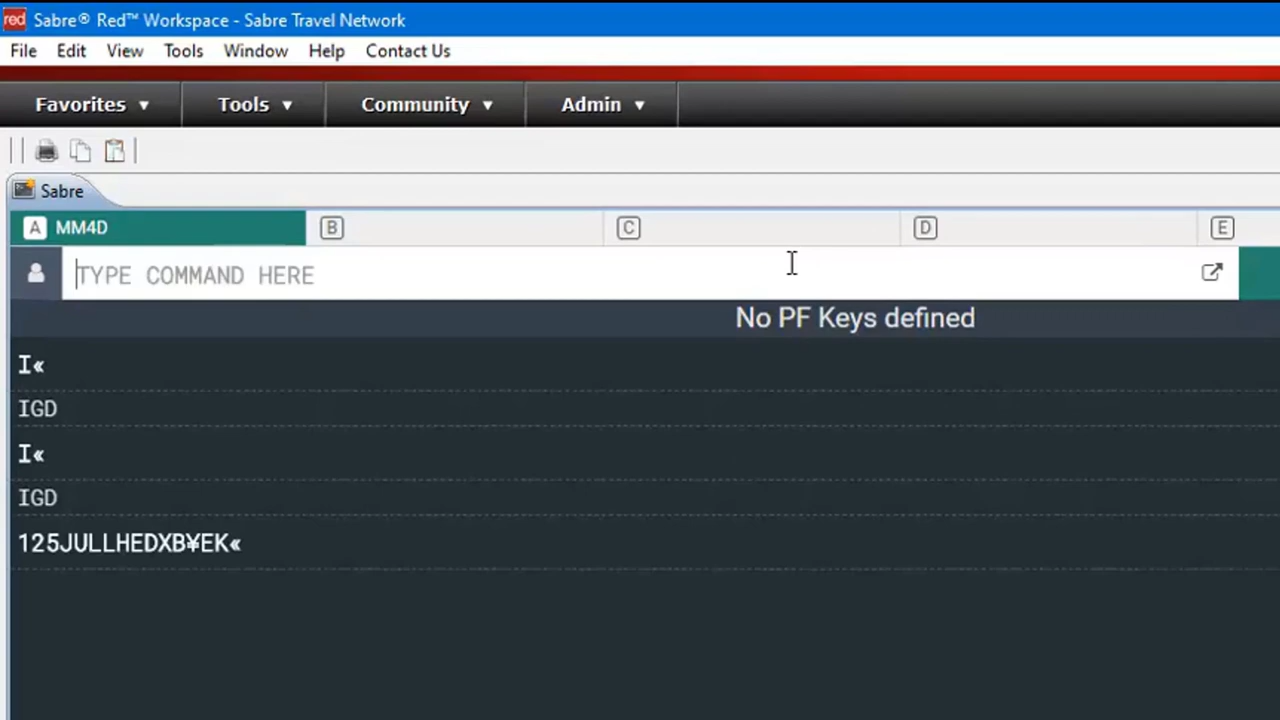 red Sabre® Red™ Workspace - Sabre Travel Network
File Edit View Tools Window Help Contact Us
Favorites Tools Community Admin
Sabre
A MM4D B C D E
TYPE COMMAND HERE
No PF Keys defined
I«
IGD
I«
IGD
125JULLHEDXB¥EK«